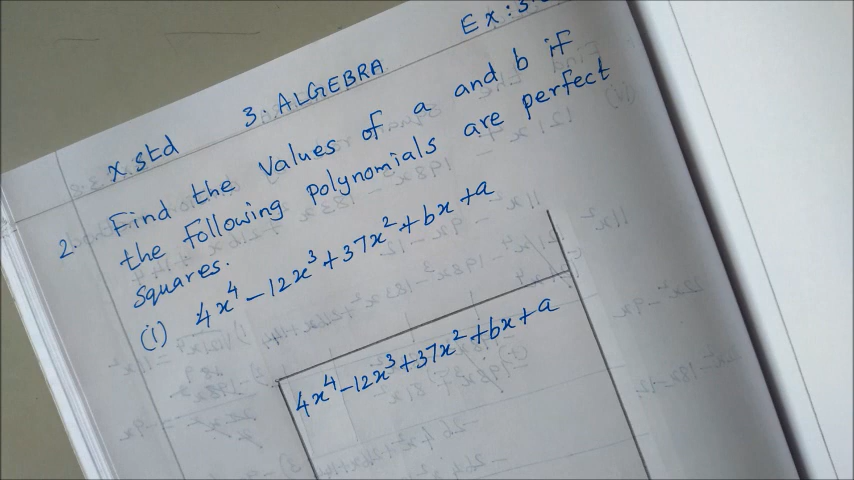 Ex: 3.
3. ALGEBRA
X. Std
2. Find the values of a and b if
the following polynomials are perfect
squares.
(i) 4x⁴ − 12x³ + 37x² + bx + a
4x⁴ − 12x³ + 37x² + bx + a